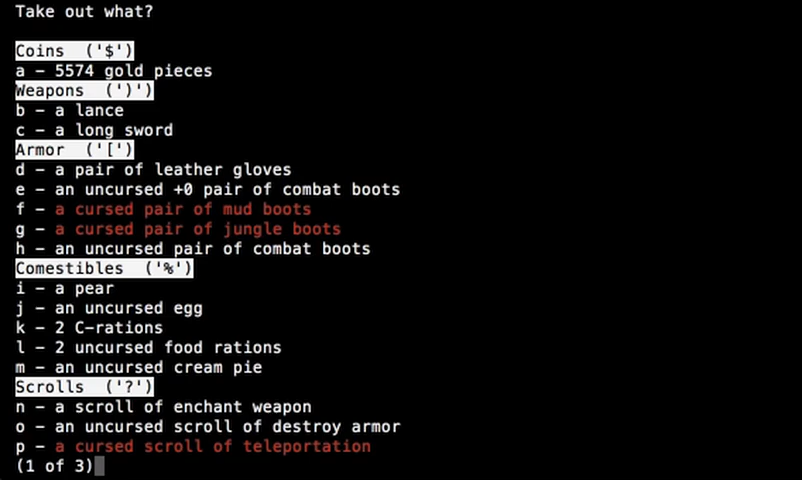 Take out what?
Coins  ('$')
a - 5574 gold pieces
Weapons  (')')
b - a lance
c - a long sword
Armor  ('[')
d - a pair of leather gloves
e - an uncursed +0 pair of combat boots
f - a cursed pair of mud boots
g - a cursed pair of jungle boots
h - an uncursed pair of combat boots
Comestibles  ('%')
i - a pear
j - an uncursed egg
k - 2 C-rations
l - 2 uncursed food rations
m - an uncursed cream pie
Scrolls  ('?')
n - a scroll of enchant weapon
o - an uncursed scroll of destroy armor
p - a cursed scroll of teleportation
(1 of 3)